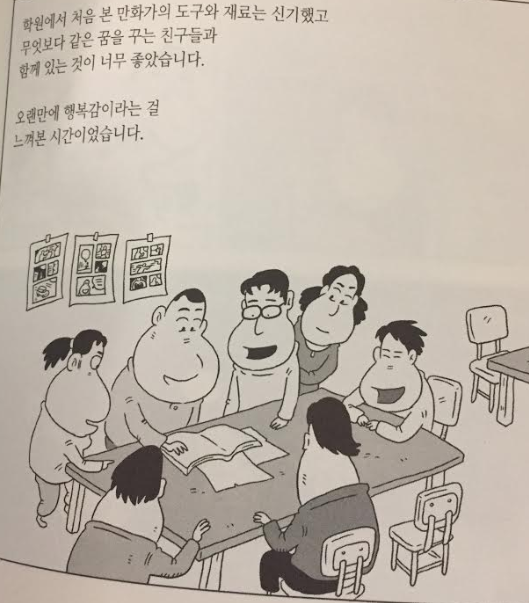 학원에서 처음 본 만화가의 도구와 재료는 신기했고
무엇보다 같은 꿈을 꾸는 친구들과
함께 있는 것이 너무 좋았습니다.
오랜만에 행복감이라는 걸
느껴본 시간이었습니다.